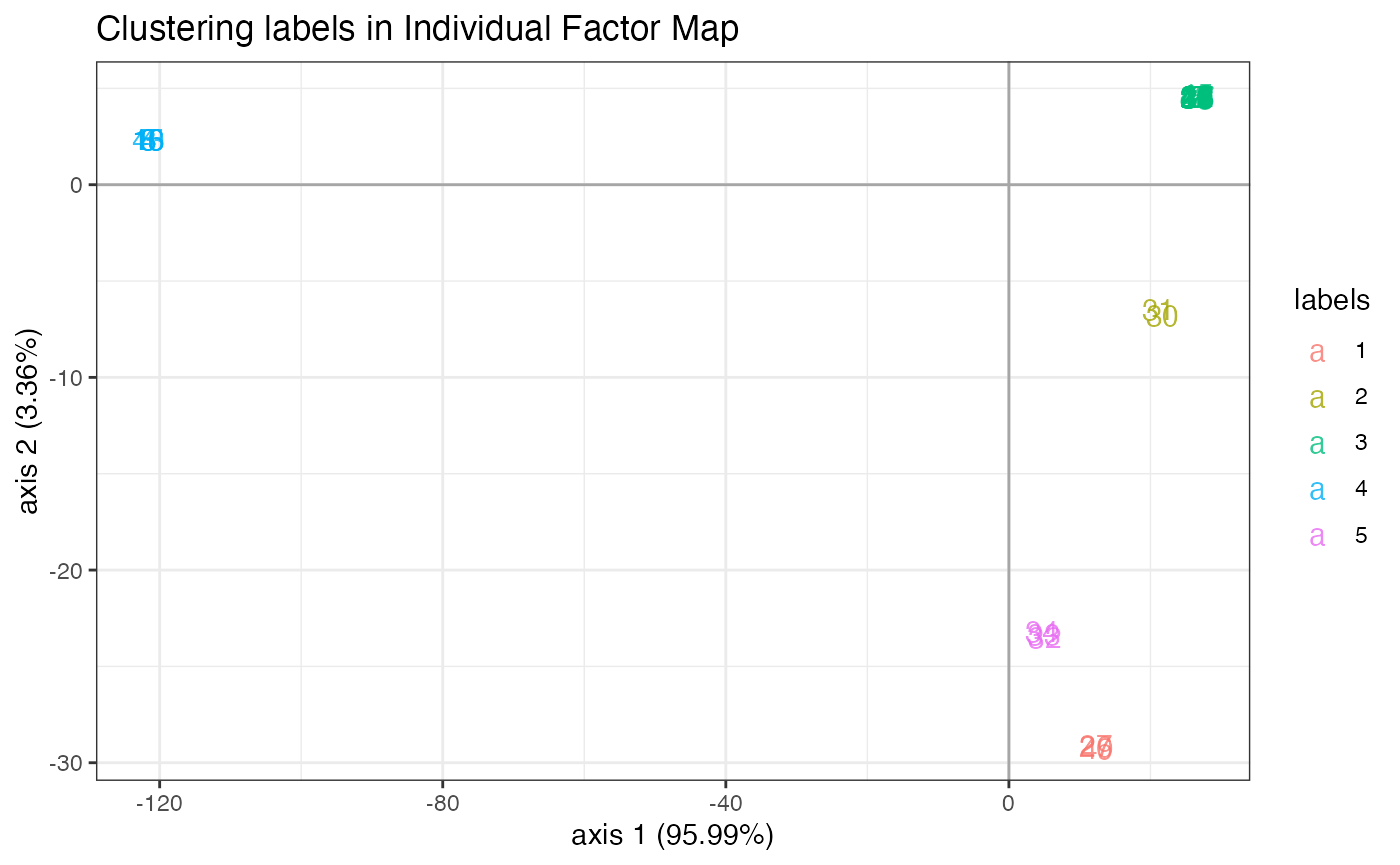 Clustering labels in Individual Factor Map
0
-10
-20
-30
-120
-80
-40
0
axis 1 (95.99%)
axis 2 (3.36%)
31
30
labels
a 1
a 2
a 3
a 4
a 5